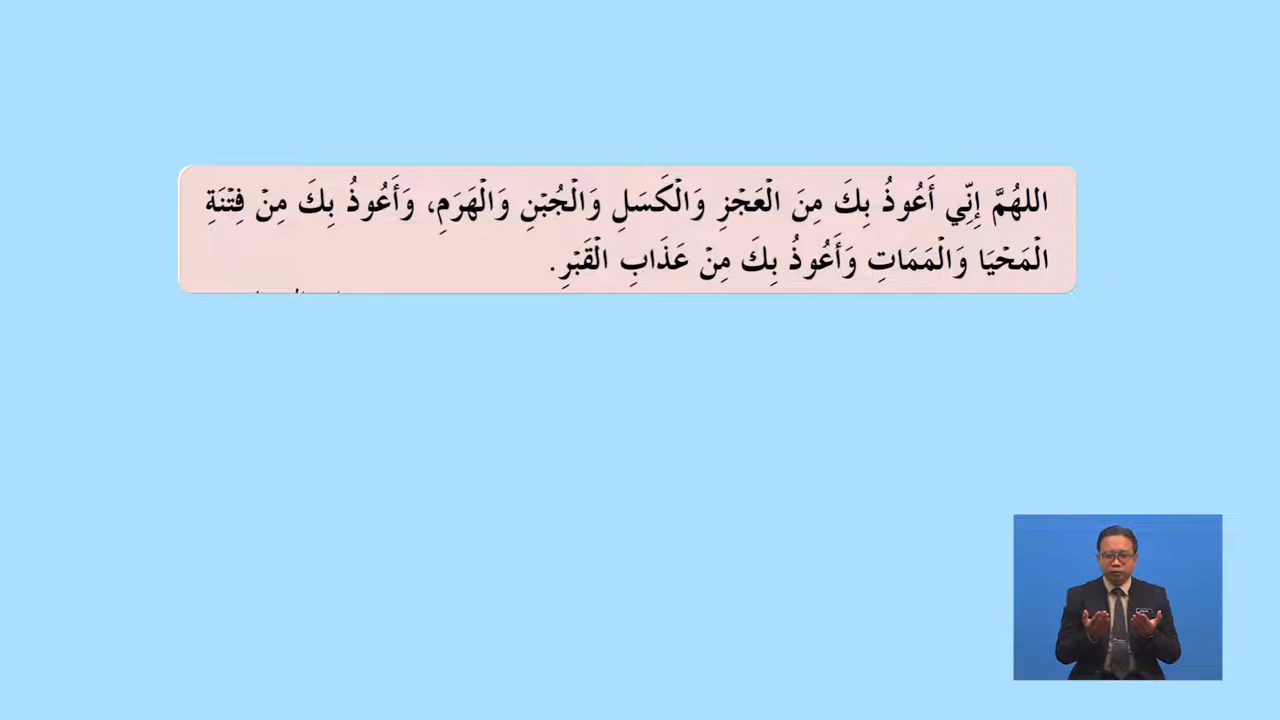 اللهُمَّ إِنِّي أَعُوذُ بِكَ مِنَ الْعَجْزِ وَالْكَسَلِ وَالْجُبْنِ وَالْهَرَمِ، وَأَعُوذُ بِكَ مِنْ فِتْنَةِ
الْمَحْيَا وَالْمَمَاتِ وَأَعُوذُ بِكَ مِنْ عَذَابِ الْقَبْرِ.